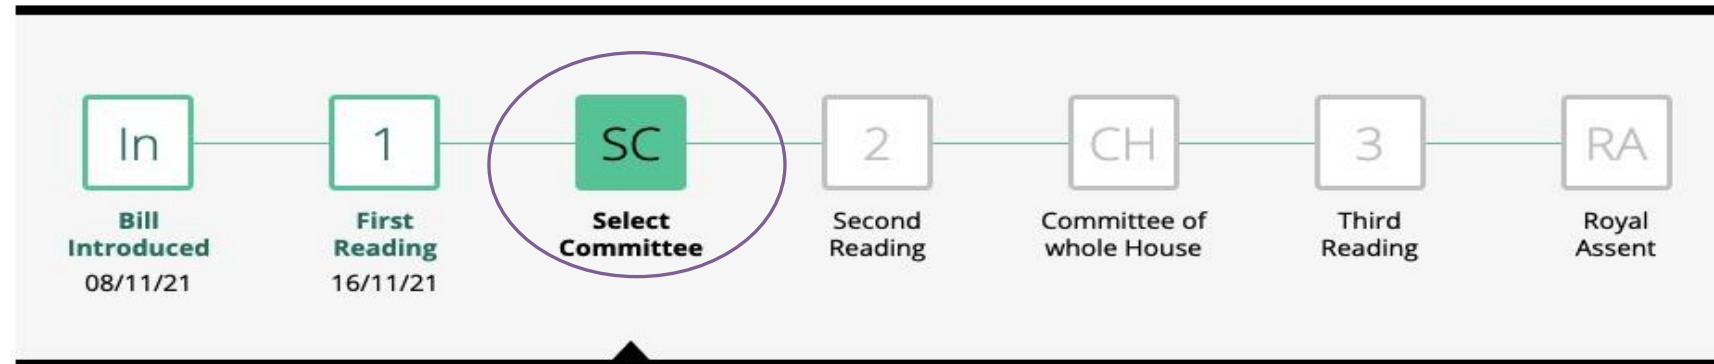 In
Bill
Introduced
08/11/21
1
First
Reading
16/11/21
SC
Select
Committee
2
Second
Reading
CH
Committee of
whole House
3
Third
Reading
RA
Royal
Assent